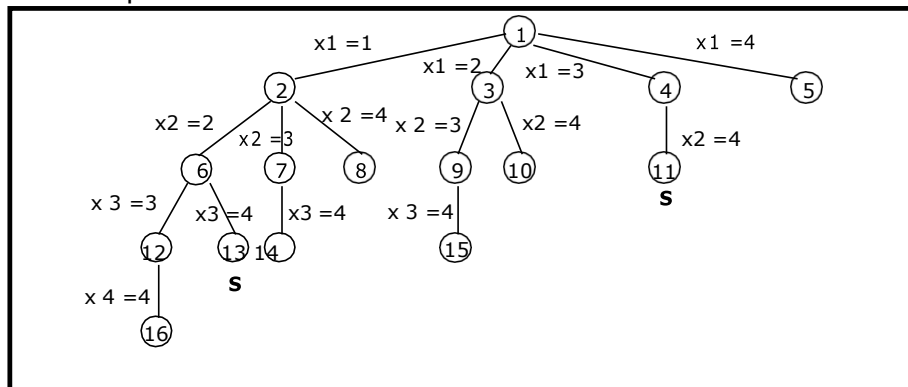 1
x1 =1
x1 =2
x1 =3
x1 =4
2
3
4
5
x2 =2
x2 =3
x 2 =4
x 2 =3
x2 =4
x2 =4
6
7
8
9
10
11
S
x 3 =3
x3 =4
x3 =4
x 3 =4
12
13
14
15
S
x 4 =4
16